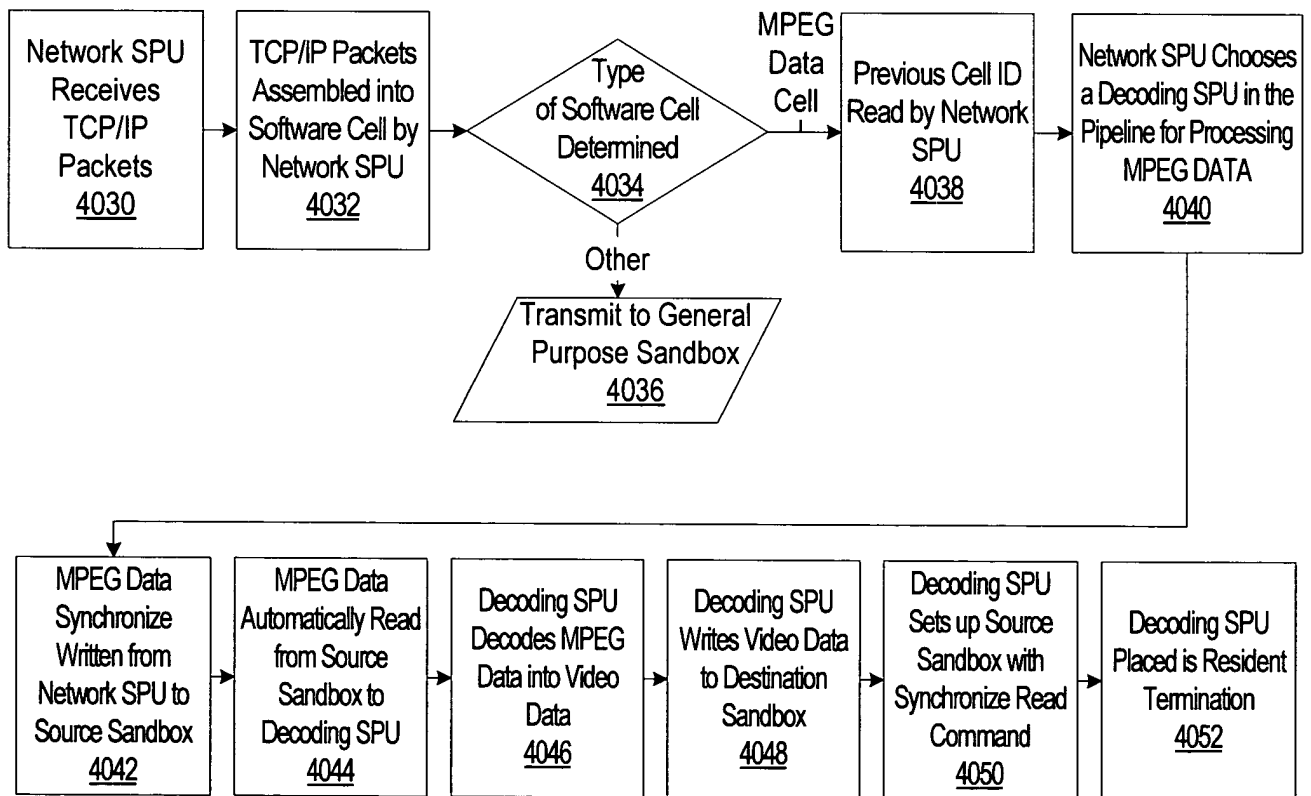 Network SPU
Receives
TCP/IP
Packets
4030
TCP/IP Packets
Assembled into
Software Cell by
Network SPU
4032
Type
of Software Cell
Determined
4034
MPEG
Data
Cell
Previous Cell ID
Read by Network
SPU
4038
Network SPU Chooses
a Decoding SPU in the
Pipeline for Processing
MPEG DATA
4040
Other
Transmit to General
Purpose Sandbox
4036
MPEG Data
Synchronize
Written from
Network SPU to
Source Sandbox
4042
MPEG Data
Automatically Read
from Source
Sandbox to
Decoding SPU
4044
Decoding SPU
Decodes MPEG
Data into Video
Data
4046
Decoding SPU
Writes Video Data
to Destination
Sandbox
4048
Decoding SPU
Sets up Source
Sandbox with
Synchronize Read
Command
4050
Decoding SPU
Placed is Resident
Termination
4052